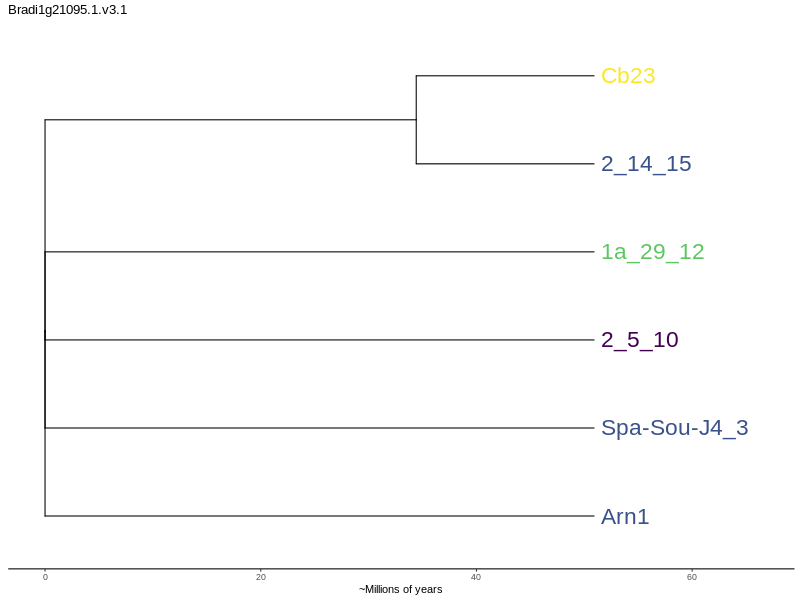 Bradi1g21095.1.v3.1
Cb23
2_14_15
1a_29_12
2_5_10
Spa-Sou-J4_3
Arn1
0 20 40 60
~Millions of years